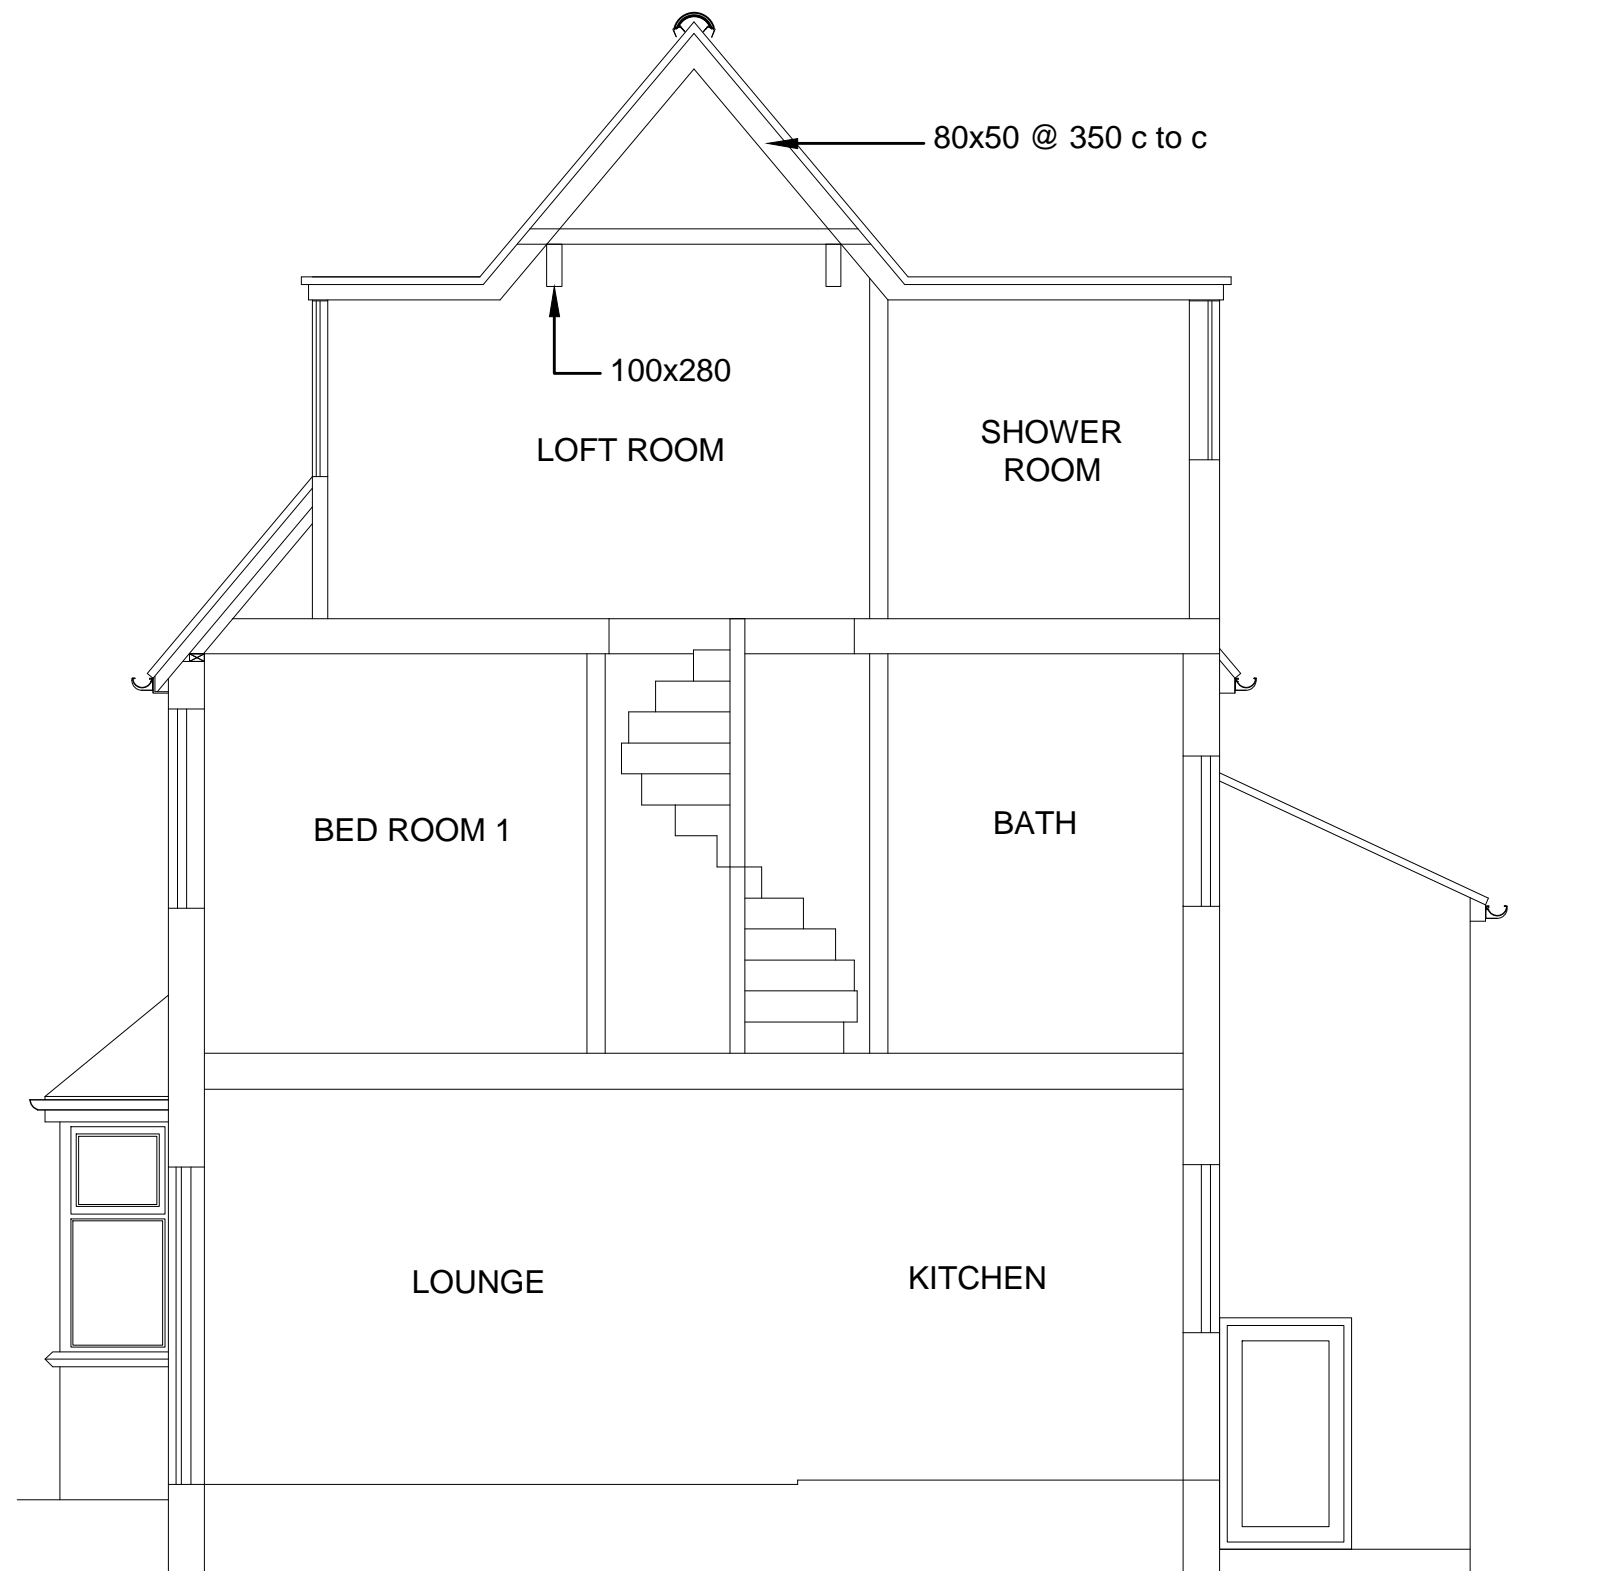 80x50 @ 350 c to c
100x280
LOFT ROOM
SHOWER
ROOM
BED ROOM 1
BATH
LOUNGE
KITCHEN